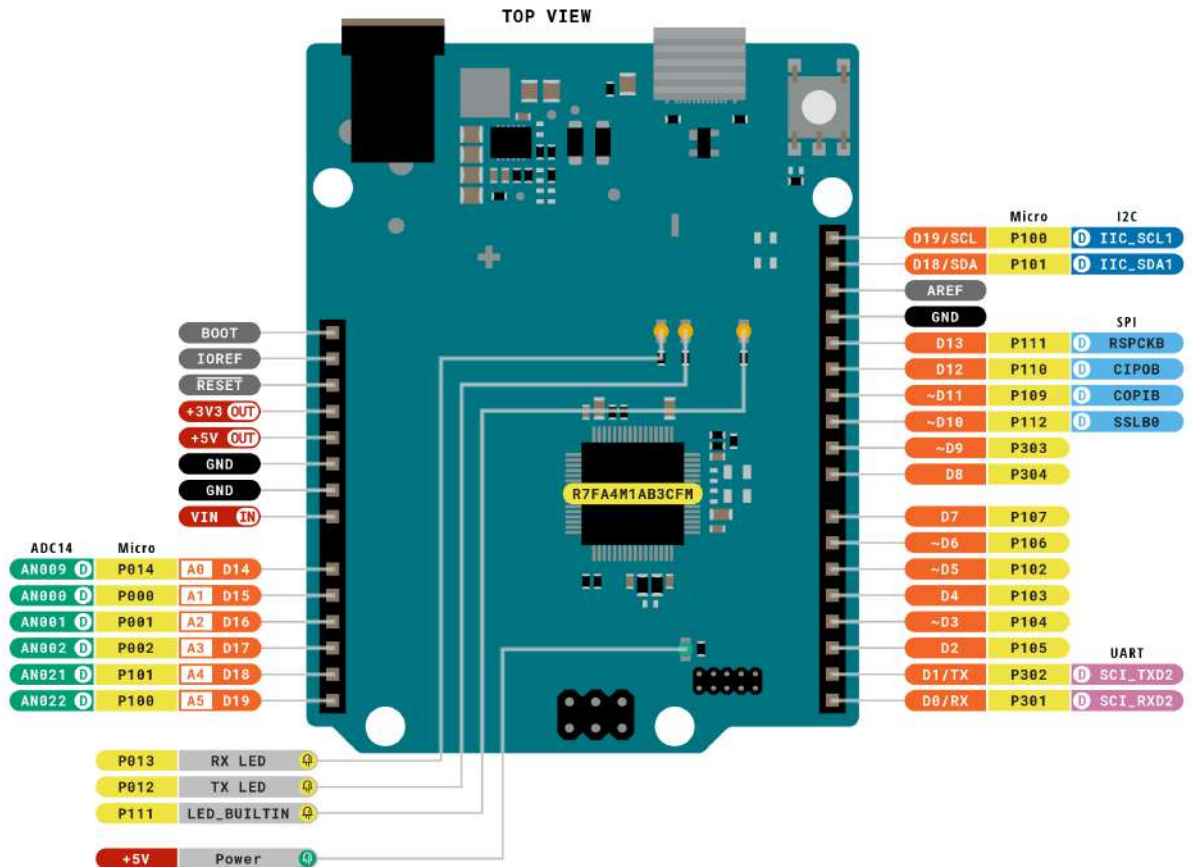 TOP VIEW
Micro I2C
D19/SCL P100 D IIC_SCL1
D18/SDA P101 D IIC_SDA1
AREF
GND
SPI
D13 P111 D RSPCKB
D12 P110 D CIPOB
~D11 P109 D COPIB
~D10 P112 D SSLB0
~D9 P303
D8 P304
D7 P107
~D6 P106
~D5 P102
D4 P103
~D3 P104
D2 P105
UART
D1/TX P302 D SCI_TXD2
D0/RX P301 D SCI_RXD2
BOOT
IOREF
RESET
+3V3 OUT
+5V OUT
GND
GND
VIN IN
R7FA4M1AB3CFM
ADC14 Micro
AN009 D P014 A0 D14
AN000 D P000 A1 D15
AN001 D P001 A2 D16
AN002 D P002 A3 D17
AN021 D P101 A4 D18
AN022 D P100 A5 D19
P013 RX LED
P012 TX LED
P111 LED_BUILTIN
+5V Power